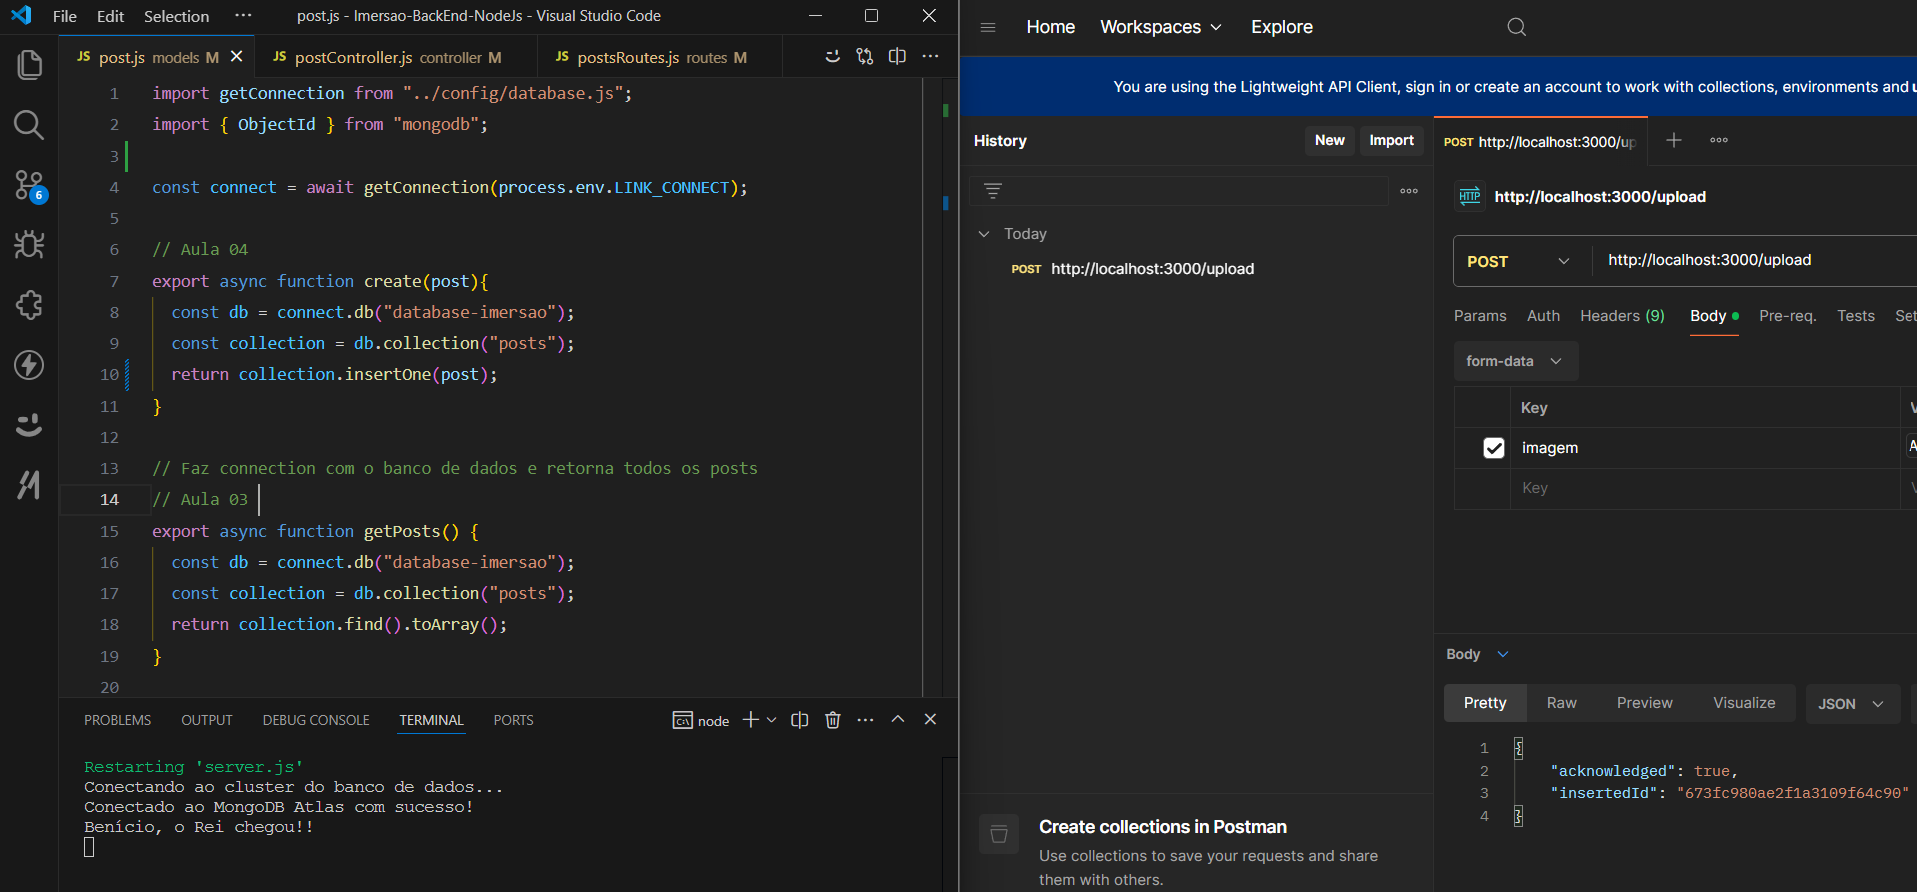 File Edit Selection ··· post.js - Imersao-BackEnd-NodeJs - Visual Studio Code
JS post.js models M
JS postController.js controller M
JS postsRoutes.js routes M
6
1 import getConnection from "../config/database.js";
2 import { ObjectId } from "mongodb";
3
4 const connect = await getConnection(process.env.LINK_CONNECT);
5
6 // Aula 04
7 export async function create(post){
8 const db = connect.db("database-imersao");
9 const collection = db.collection("posts");
10 return collection.insertOne(post);
11 }
12
13 // Faz connection com o banco de dados e retorna todos os posts
14 // Aula 03
15 export async function getPosts() {
16 const db = connect.db("database-imersao");
17 const collection = db.collection("posts");
18 return collection.find().toArray();
19 }
20
PROBLEMS OUTPUT DEBUG CONSOLE TERMINAL PORTS node
Restarting 'server.js'
Conectando ao cluster do banco de dados...
Conectado ao MongoDB Atlas com sucesso!
Benício, o Rei chegou!!
Home Workspaces Explore
You are using the Lightweight API Client, sign in or create an account to work with collections, environments and
History New Import
Today
POST http://localhost:3000/upload
Create collections in Postman
Use collections to save your requests and share
them with others.
POST http://localhost:3000/up
HTTP http://localhost:3000/upload
POST http://localhost:3000/upload
Params Auth Headers (9) Body Pre-req. Tests Set
form-data
Key
imagem
Key
Body
Pretty Raw Preview Visualize JSON
1 {
2 "acknowledged": true,
3 "insertedId": "673fc980ae2f1a3109f64c90"
4 }